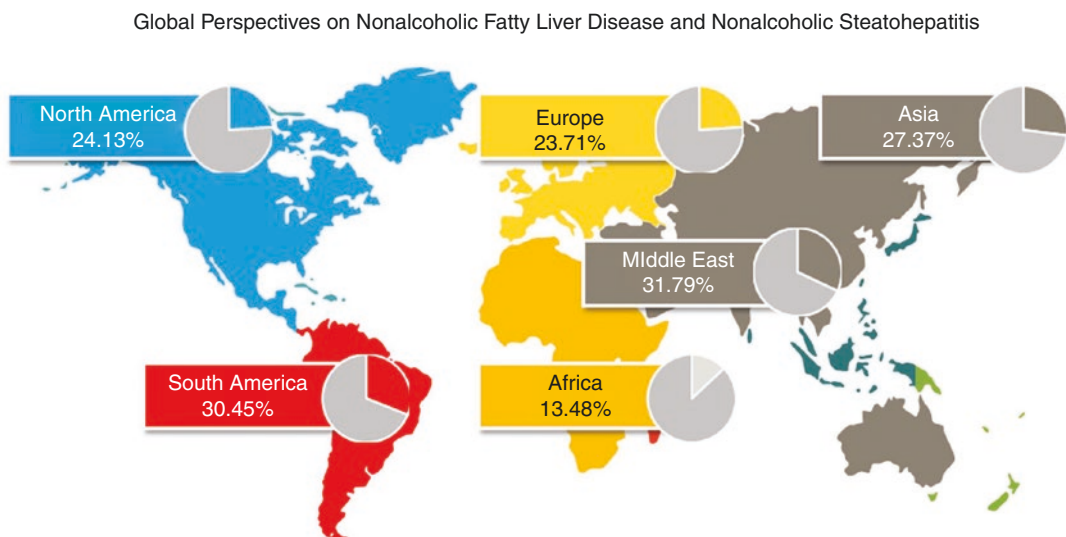 Global Perspectives on Nonalcoholic Fatty Liver Disease and Nonalcoholic Steatohepatitis
North America
24.13%
Europe
23.71%
Asia
27.37%
MIddle East
31.79%
South America
30.45%
Africa
13.48%